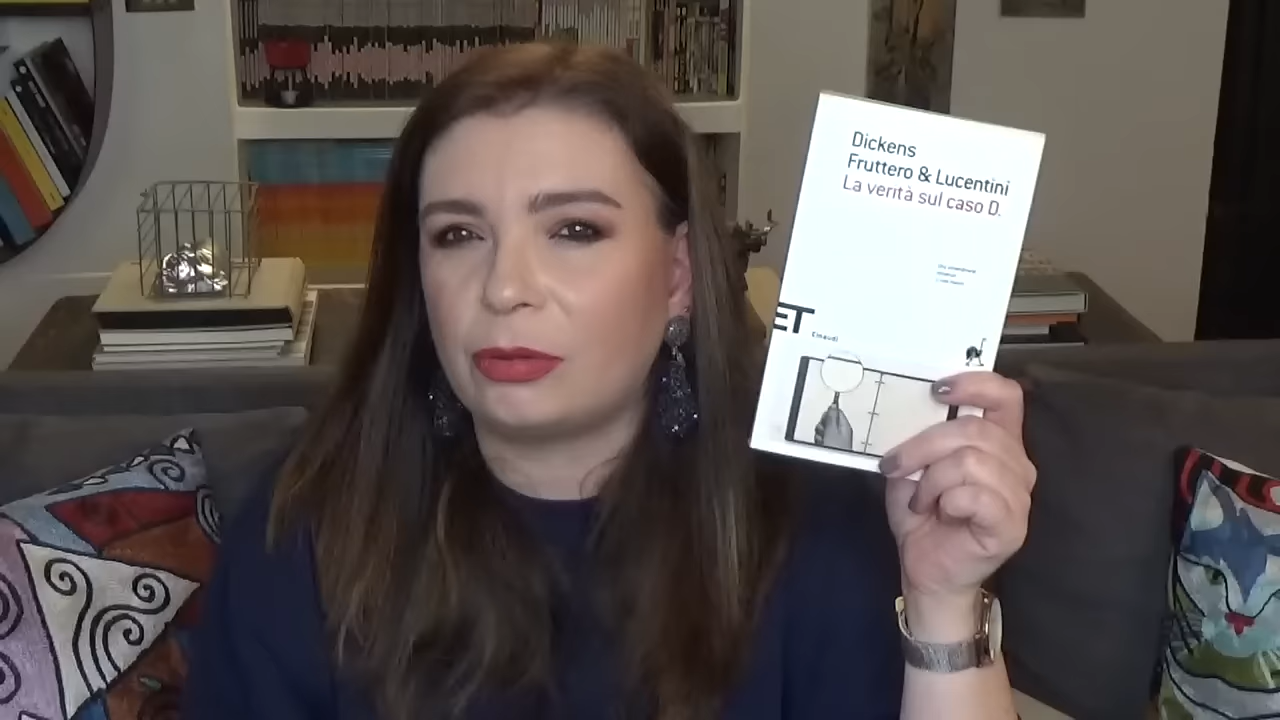 Dickens
Fruttero & Lucentini
La verità sul caso D.
ET
Einaudi